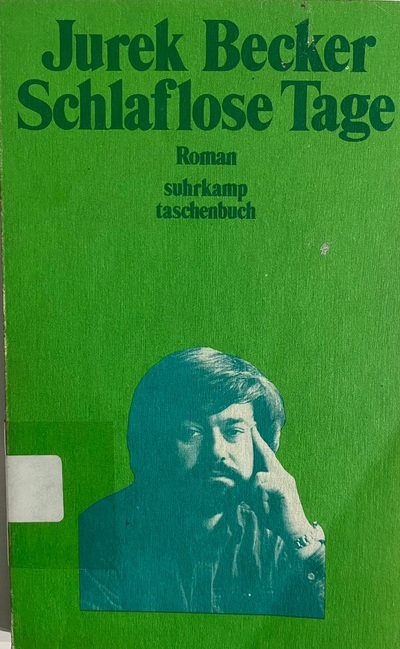 Jurek Becker
Schlaflose Tage
Roman
suhrkamp
taschenbuch